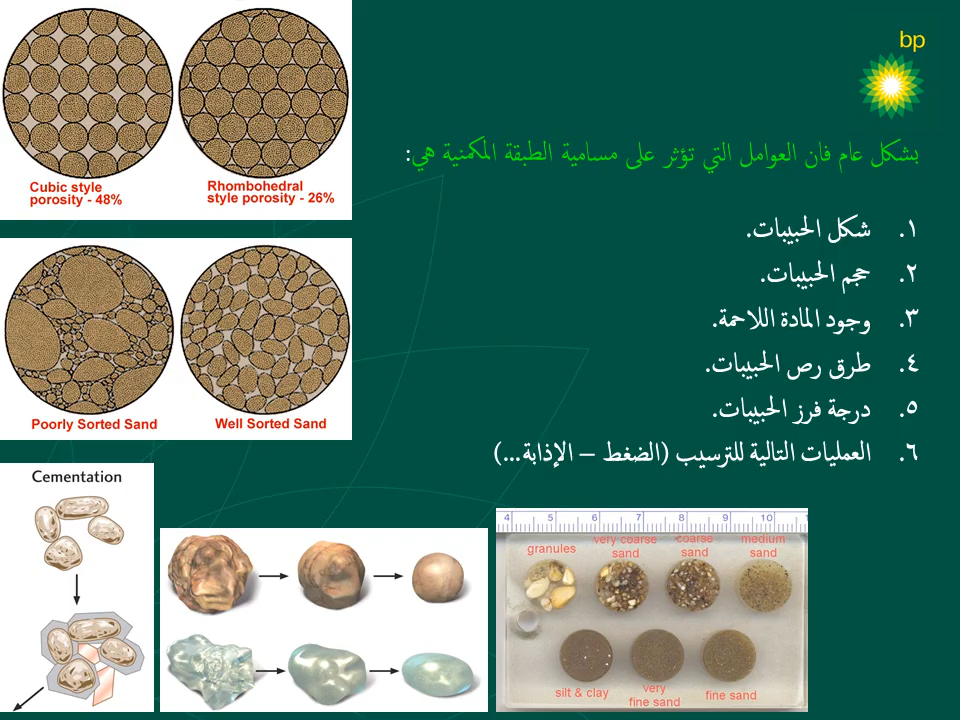 bp
بشكل عام فان العوامل التي تؤثر على مسامية الطبقة المكمنية هي:
١. شكل الحبيبات.
٢. حجم الحبيبات.
٣. وجود المادة اللاحمة.
٤. طرق رص الحبيبات.
٥. درجة فرز الحبيبات.
٦. العمليات التالية للترسيب (الضغط – الإذابة...)
Cubic style
porosity - 48%
Rhombohedral
style porosity - 26%
Poorly Sorted Sand
Well Sorted Sand
Cementation
4 5 6 7 8 9 10
granules
very coarse
sand
coarse
sand
medium
sand
silt & clay
very
fine sand
fine sand